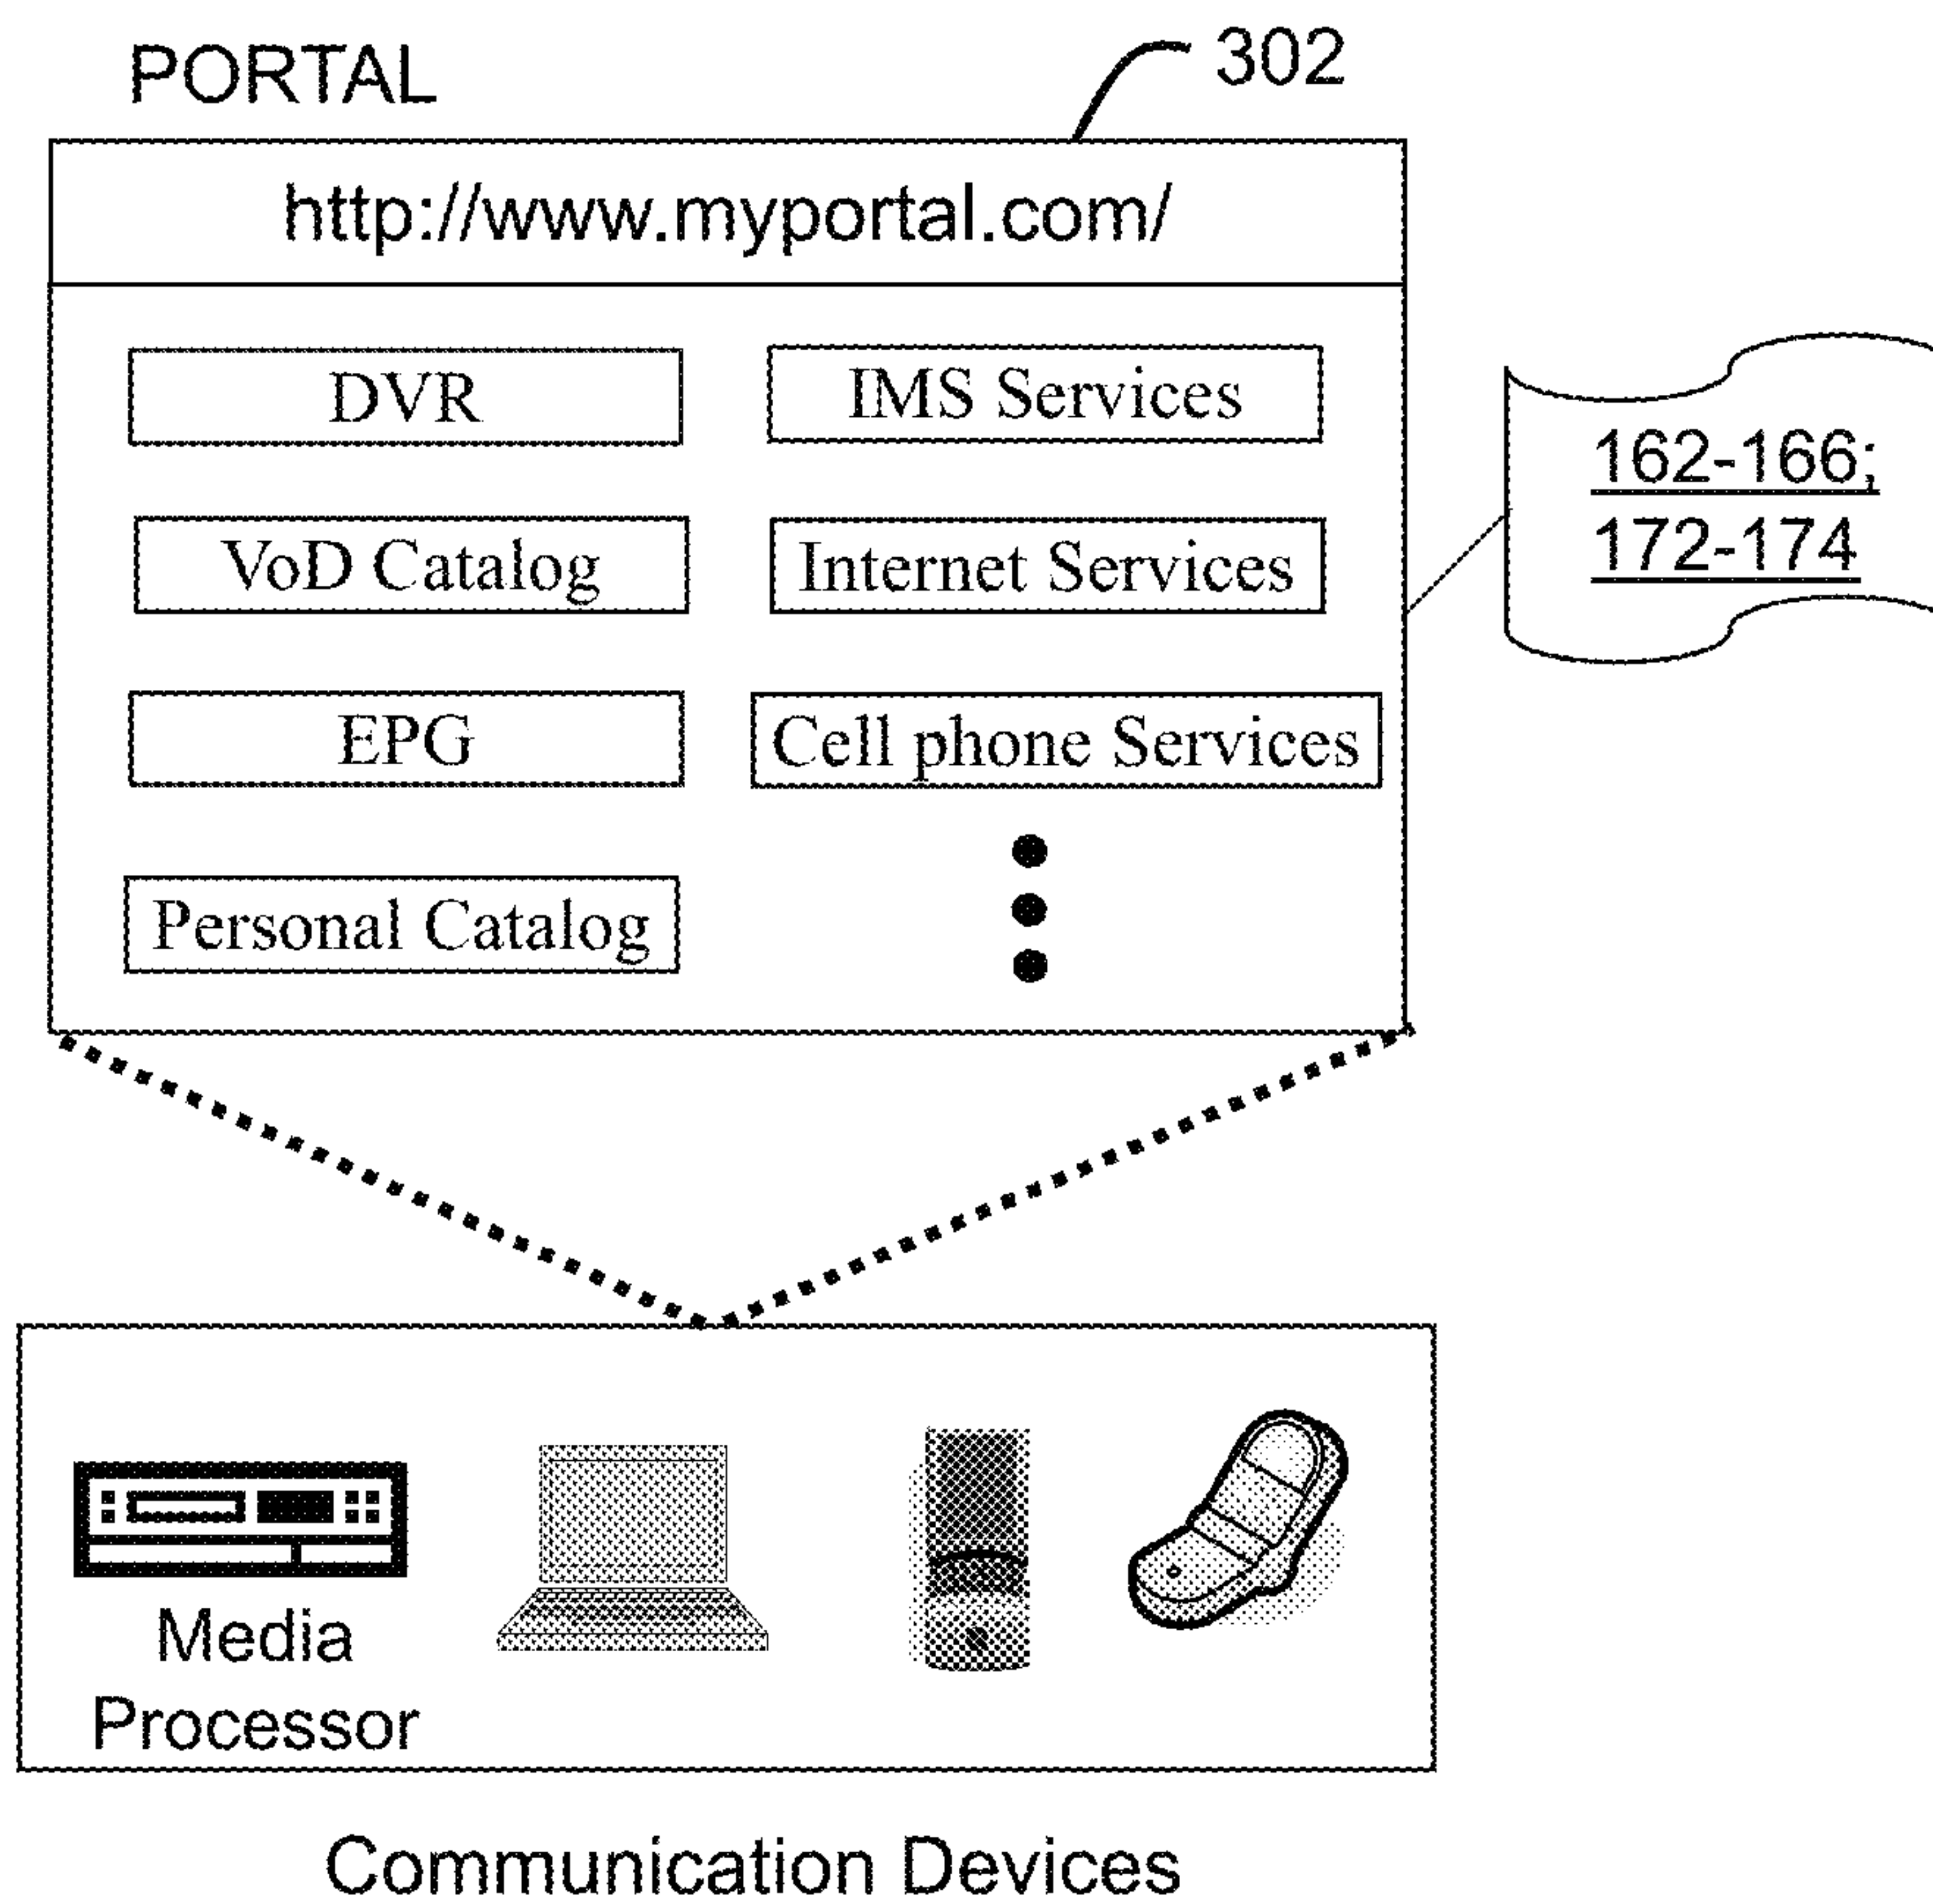 PORTAL
302
http://www.myportal.com/
DVR
IMS Services
VoD Catalog
Internet Services
EPG
Cell phone Services
Personal Catalog
162-166;
172-174
Media
Processor
Communication Devices